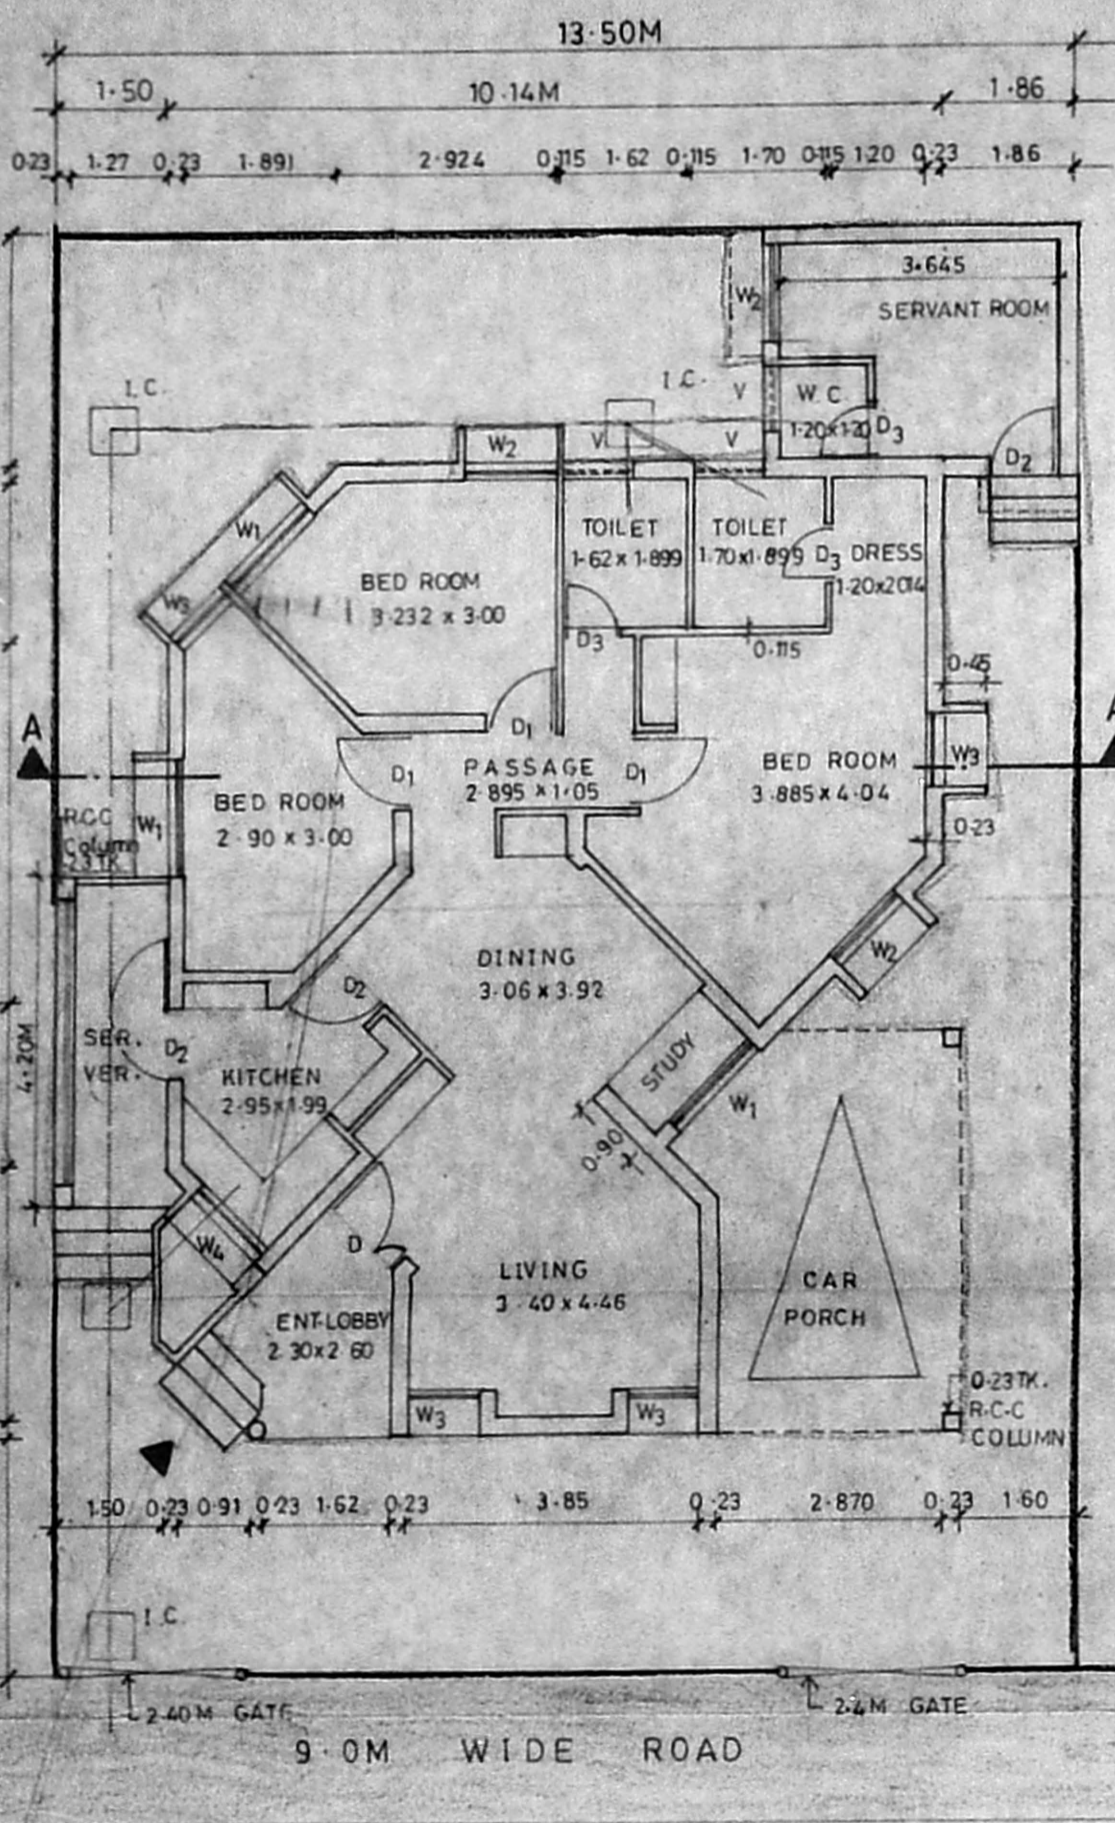 13.50M
1.50 10.14M 1.86
0.23 1.27 0.23 1.891 2.924 0.115 1.62 0.115 1.70 0.115 1.20 0.23 1.86
3.645
W2
SERVANT ROOM
I.C.
I.C.
V
W.C.
1.20x1.20
D3
W2
V
V
D2
W1
TOILET
1.62 x 1.899
TOILET
1.70x1.899
D3
DRESS
1.20x2014
BED ROOM
3.232 x 3.00
W3
D3
0.115
0.45
A
D1
PASSAGE
2.895 x 1.05
D1
D1
BED ROOM
3.885 x 4.04
W3
A
BED ROOM
2.90 x 3.00
R.C.C
Column
.23 TK.
W1
0.23
DINING
3.06 x 3.92
W2
D2
4.20M
SER.
VER.
D2
KITCHEN
2.95x1.99
STUDY
W1
0.90
W4
D
LIVING
3.40 x 4.46
CAR
PORCH
ENT.LOBBY
2.30x2.60
0.23TK.
R.C.C
COLUMN
W3
W3
1.50 0.23 0.91 0.23 1.62 0.23 3.85 0.23 2.870 0.23 1.60
I.C.
2.40M GATE
2.4M GATE
9.0M WIDE ROAD